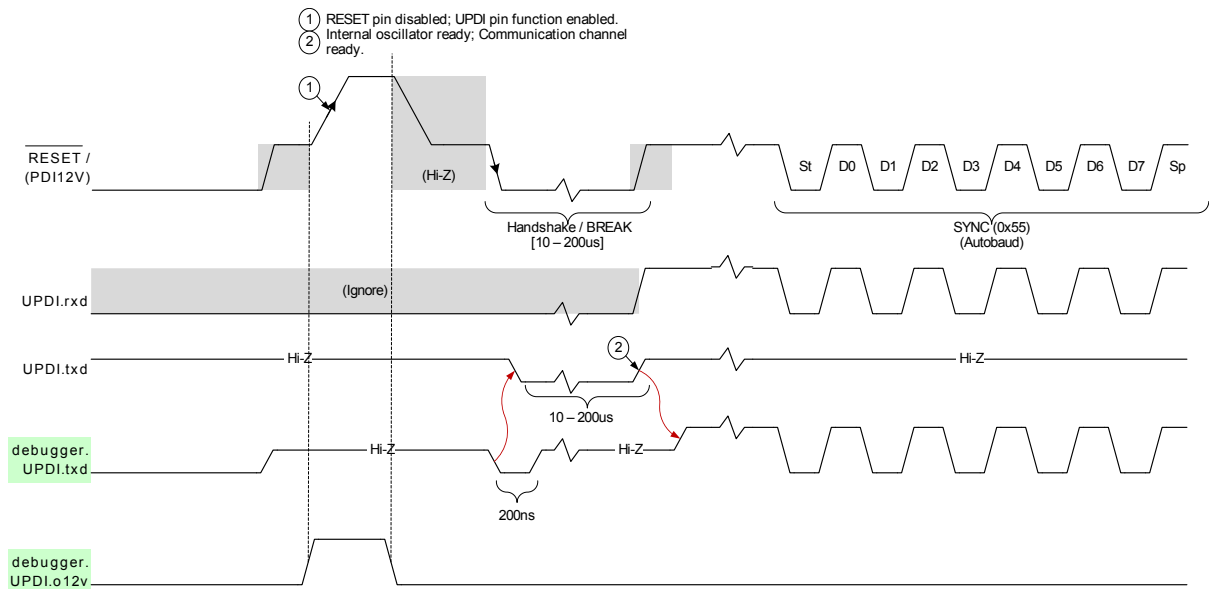 1 RESET pin disabled; UPDI pin function enabled.
2 Internal oscillator ready; Communication channel
ready.
1
RESET /
(PDI12V)
(Hi-Z)
St D0 D1 D2 D3 D4 D5 D6 D7 Sp
Handshake / BREAK
[10 – 200us]
SYNC (0x55)
(Autobaud)
UPDI.rxd
(Ignore)
UPDI.txd
Hi-Z
2
Hi-Z
10 – 200us
debugger.
UPDI.txd
Hi-Z
Hi-Z
200ns
debugger.
UPDI.o12v